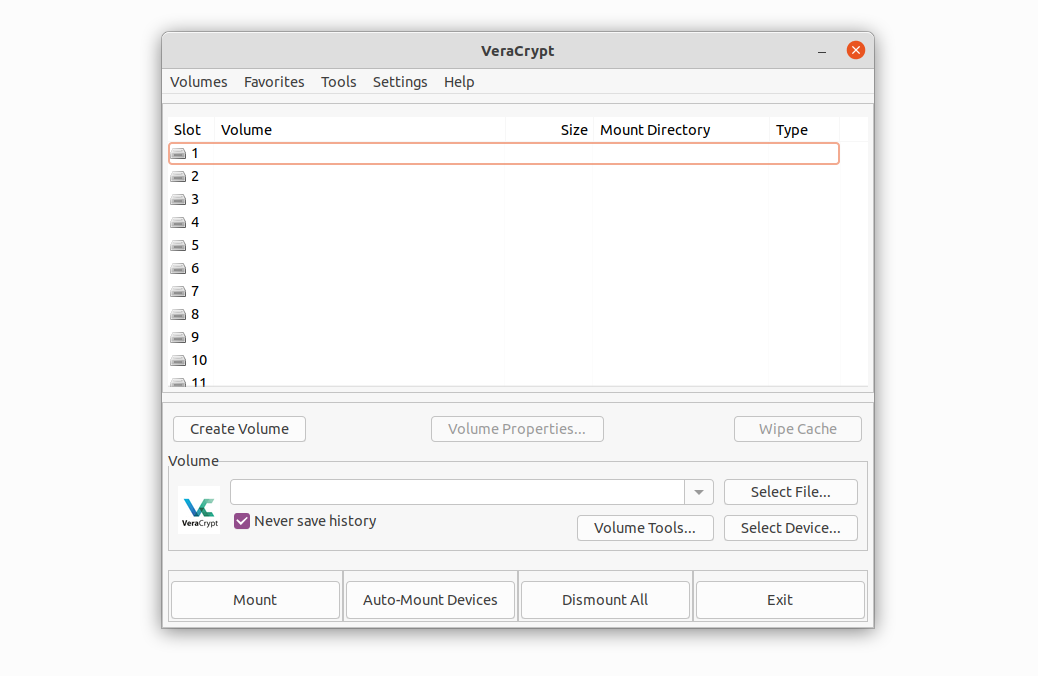 VeraCrypt
Volumes Favorites Tools Settings Help
Slot Volume Size Mount Directory Type
1
2
3
4
5
6
7
8
9
10
11
Create Volume Volume Properties... Wipe Cache
Volume
Select File...
VeraCrypt
Never save history
Volume Tools... Select Device...
Mount Auto-Mount Devices Dismount All Exit